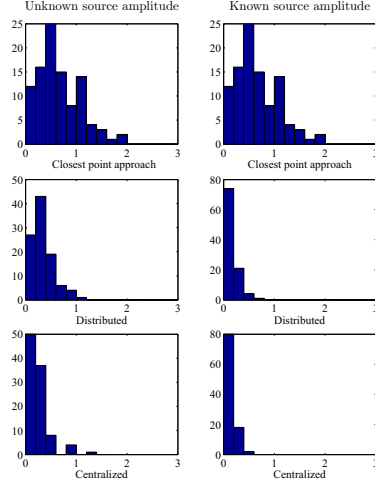 Unknown source amplitude Known source amplitude
25 25
20 20
15 15
10 10
5 5
0 0
0 1 2 3 0 1 2 3
Closest point approach Closest point approach
50 80
40 60
30 40
20 20
10 0
0
0 1 2 3 0 1 2 3
Distributed Distributed
50 80
40 60
30 40
20 20
10 0
0
0 1 2 3 0 1 2 3
Centralized Centralized